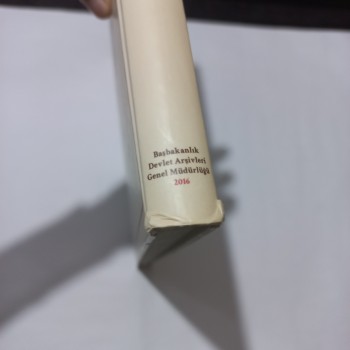 Başbakanlık
Devlet Arşivleri
Genel Müdürlüğü
2016